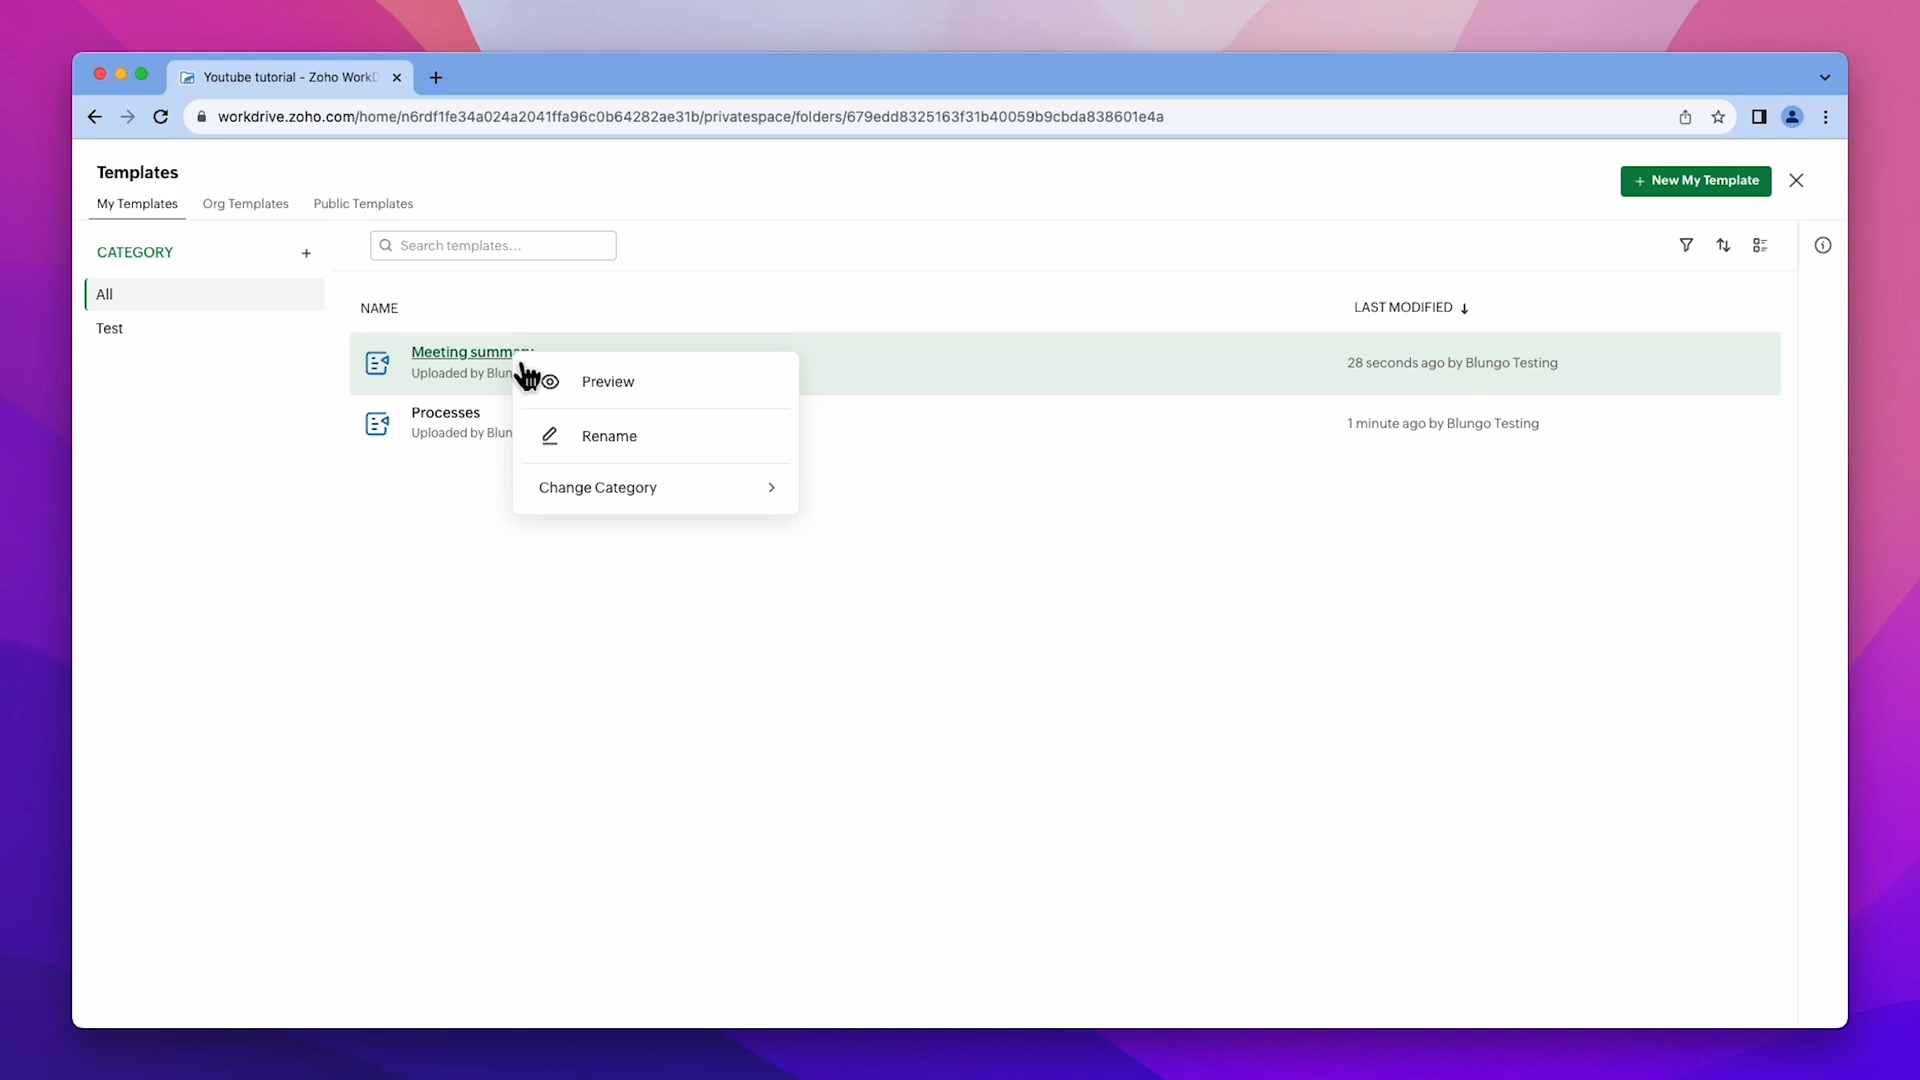 Youtube tutorial - Zoho WorkD
workdrive.zoho.com/home/n6rdf1fe34a024a2041ffa96c0b64282ae31b/privatespace/folders/679edd8325163f31b40059b9cbda838601e4a
Templates
+ New My Template
My Templates Org Templates Public Templates
CATEGORY +
Search templates...
All
Test
NAME LAST MODIFIED
Meeting summary
Uploaded by Blun
28 seconds ago by Blungo Testing
Processes
Uploaded by Blun
1 minute ago by Blungo Testing
Preview
Rename
Change Category